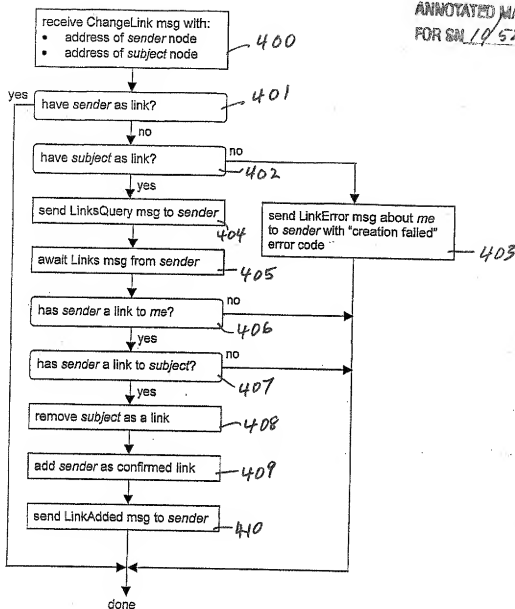 ANNOTATED
FOR SN 10/52
receive ChangeLink msg with:
• address of sender node
• address of subject node
400
yes
have sender as link?
401
no
have subject as link?
no
402
yes
send LinksQuery msg to sender
404
send LinkError msg about me
to sender with "creation failed"
error code
403
await Links msg from sender
405
has sender a link to me?
no
406
yes
has sender a link to subject?
no
407
yes
remove subject as a link
408
add sender as confirmed link
409
send LinkAdded msg to sender
410
done